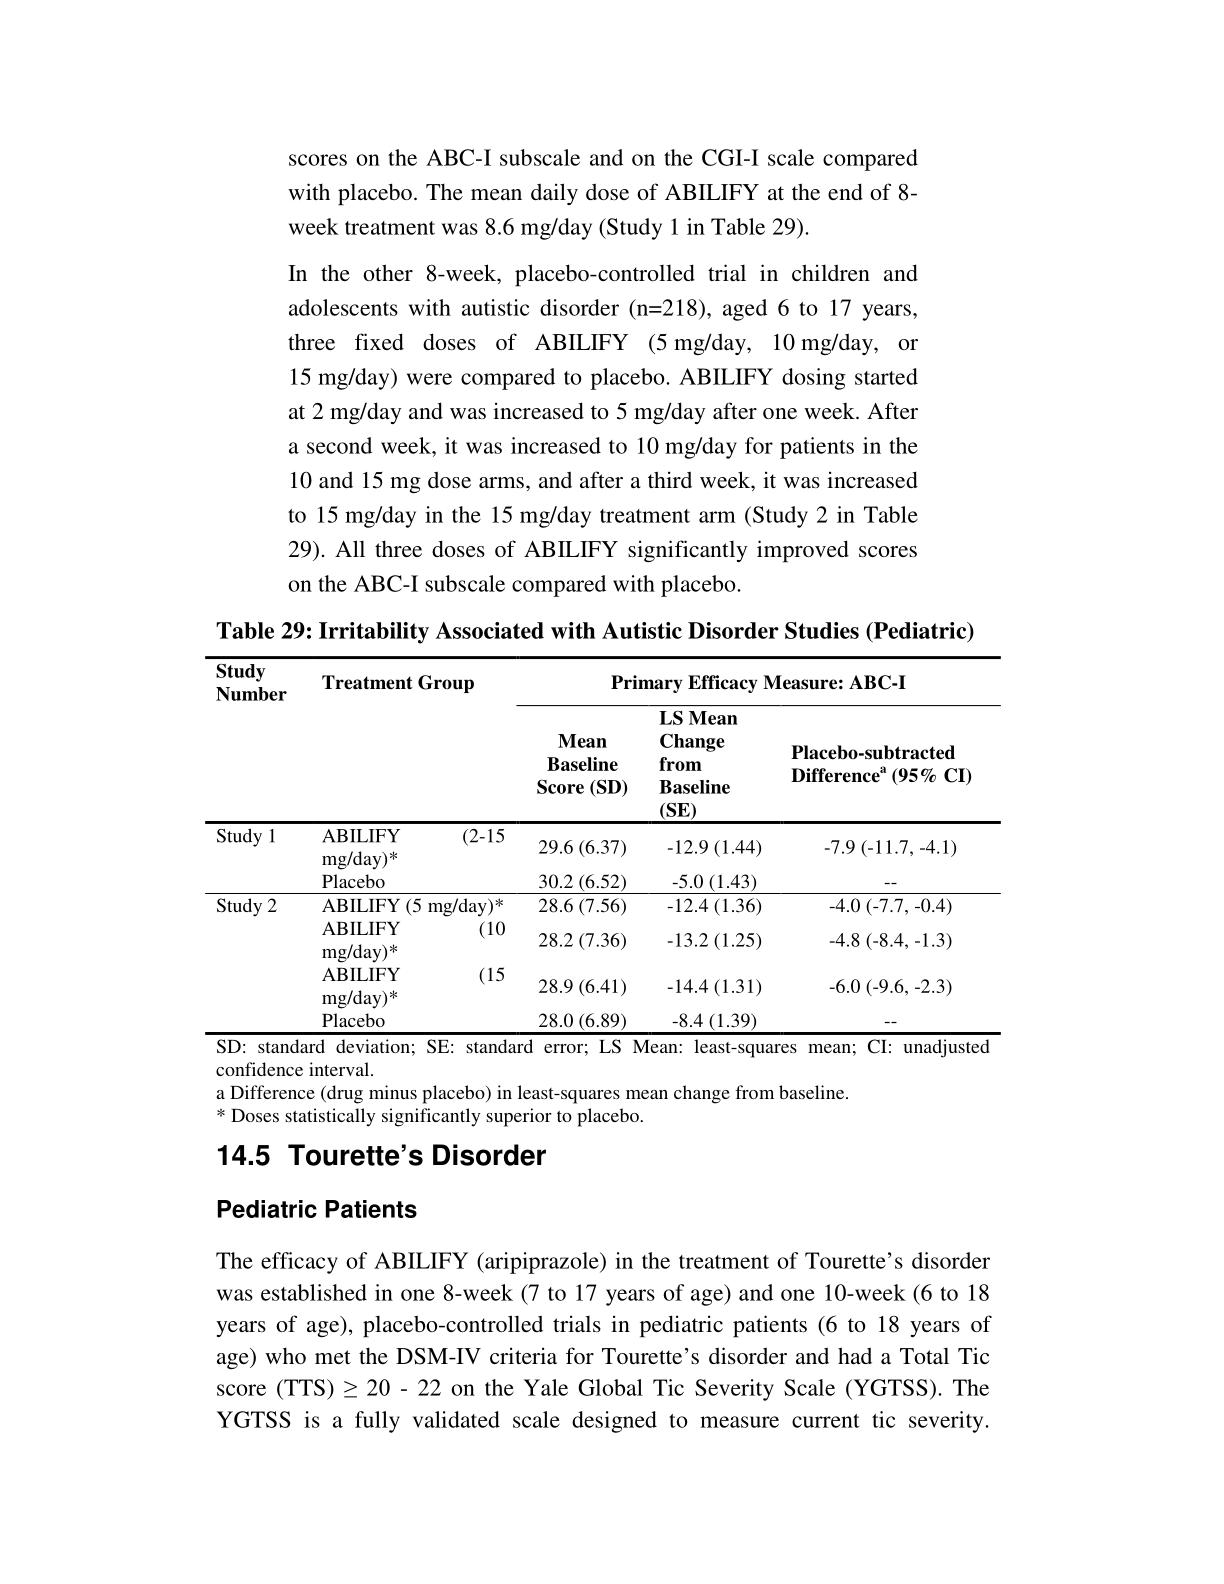 scores on the ABC-I subscale and on the CGI-I scale compared
with placebo. The mean daily dose of ABILIFY at the end of 8-
week treatment was 8.6 mg/day (Study 1 in Table 29).
In the other 8-week, placebo-controlled trial in children and
adolescents with autistic disorder (n=218), aged 6 to 17 years,
three fixed doses of ABILIFY (5 mg/day, 10 mg/day, or
15 mg/day) were compared to placebo. ABILIFY dosing started
at 2 mg/day and was increased to 5 mg/day after one week. After
a second week, it was increased to 10 mg/day for patients in the
10 and 15 mg dose arms, and after a third week, it was increased
to 15 mg/day in the 15 mg/day treatment arm (Study 2 in Table
29). All three doses of ABILIFY significantly improved scores
on the ABC-I subscale compared with placebo.
Table 29: Irritability Associated with Autistic Disorder Studies (Pediatric)
Study
Number
Treatment Group
Primary Efficacy Measure: ABC-I
Mean
Baseline
Score (SD)
LS Mean
Change
from
Baseline
(SE)
Placebo-subtracted
Differenceᵃ (95% CI)
Study 1
ABILIFY (2-15
mg/day)*
29.6 (6.37)
-12.9 (1.44)
-7.9 (-11.7, -4.1)
Placebo
30.2 (6.52)
-5.0 (1.43)
--
Study 2
ABILIFY (5 mg/day)*
28.6 (7.56)
-12.4 (1.36)
-4.0 (-7.7, -0.4)
ABILIFY (10
mg/day)*
28.2 (7.36)
-13.2 (1.25)
-4.8 (-8.4, -1.3)
ABILIFY (15
mg/day)*
28.9 (6.41)
-14.4 (1.31)
-6.0 (-9.6, -2.3)
Placebo
28.0 (6.89)
-8.4 (1.39)
--
SD: standard deviation; SE: standard error; LS Mean: least-squares mean; CI: unadjusted
confidence interval.
a Difference (drug minus placebo) in least-squares mean change from baseline.
* Doses statistically significantly superior to placebo.
14.5 Tourette’s Disorder
Pediatric Patients
The efficacy of ABILIFY (aripiprazole) in the treatment of Tourette’s disorder
was established in one 8-week (7 to 17 years of age) and one 10-week (6 to 18
years of age), placebo-controlled trials in pediatric patients (6 to 18 years of
age) who met the DSM-IV criteria for Tourette’s disorder and had a Total Tic
score (TTS) ≥ 20 - 22 on the Yale Global Tic Severity Scale (YGTSS). The
YGTSS is a fully validated scale designed to measure current tic severity.